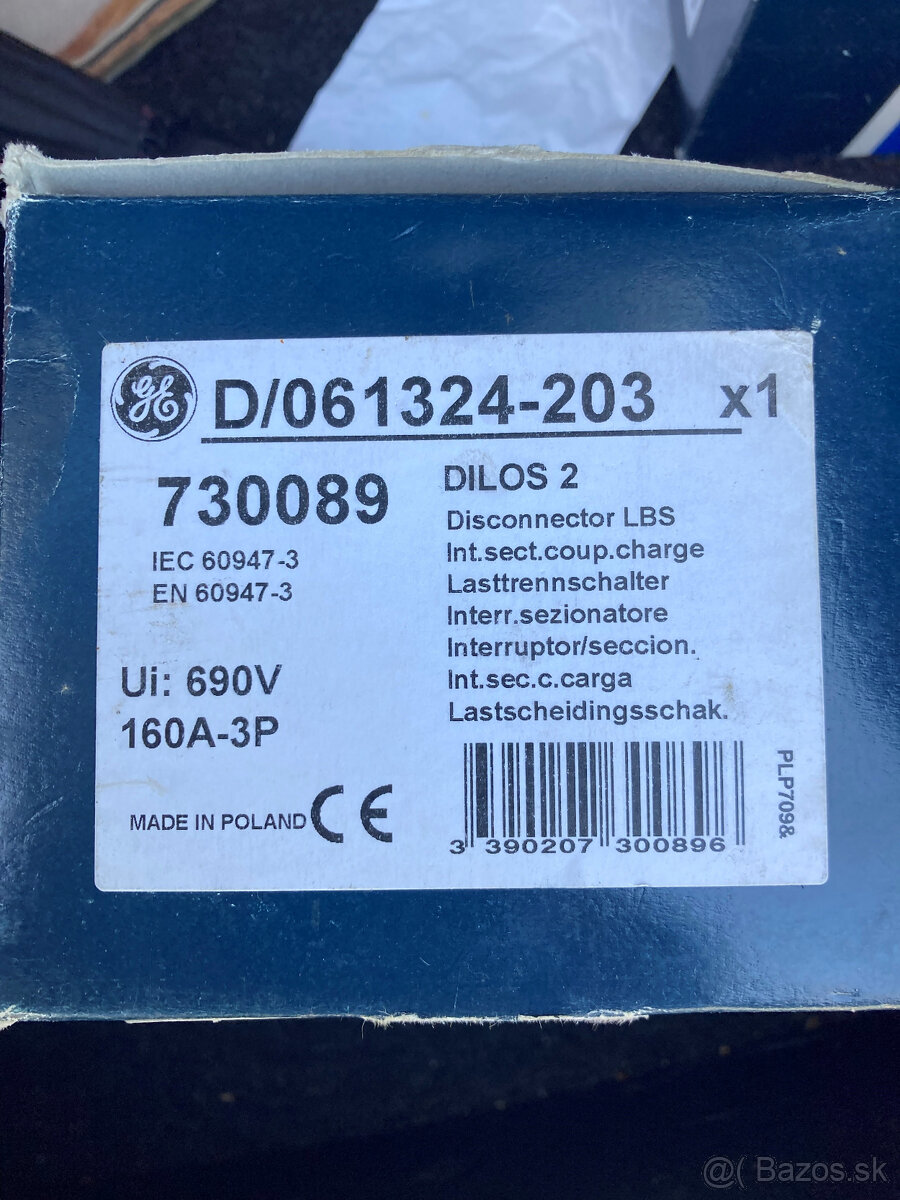 GE D/061324-203 x1
730089
DILOS 2
Disconnector LBS
IEC 60947-3
Int.sect.coup.charge
EN 60947-3
Lasttrennschalter
Interr.sezionatore
Interruptor/seccion.
Ui: 690V
Int.sec.c.carga
160A-3P
Lastscheidingsschak.
MADE IN POLAND CE
3 390207 300896
PLP709&
@( Bazos.sk